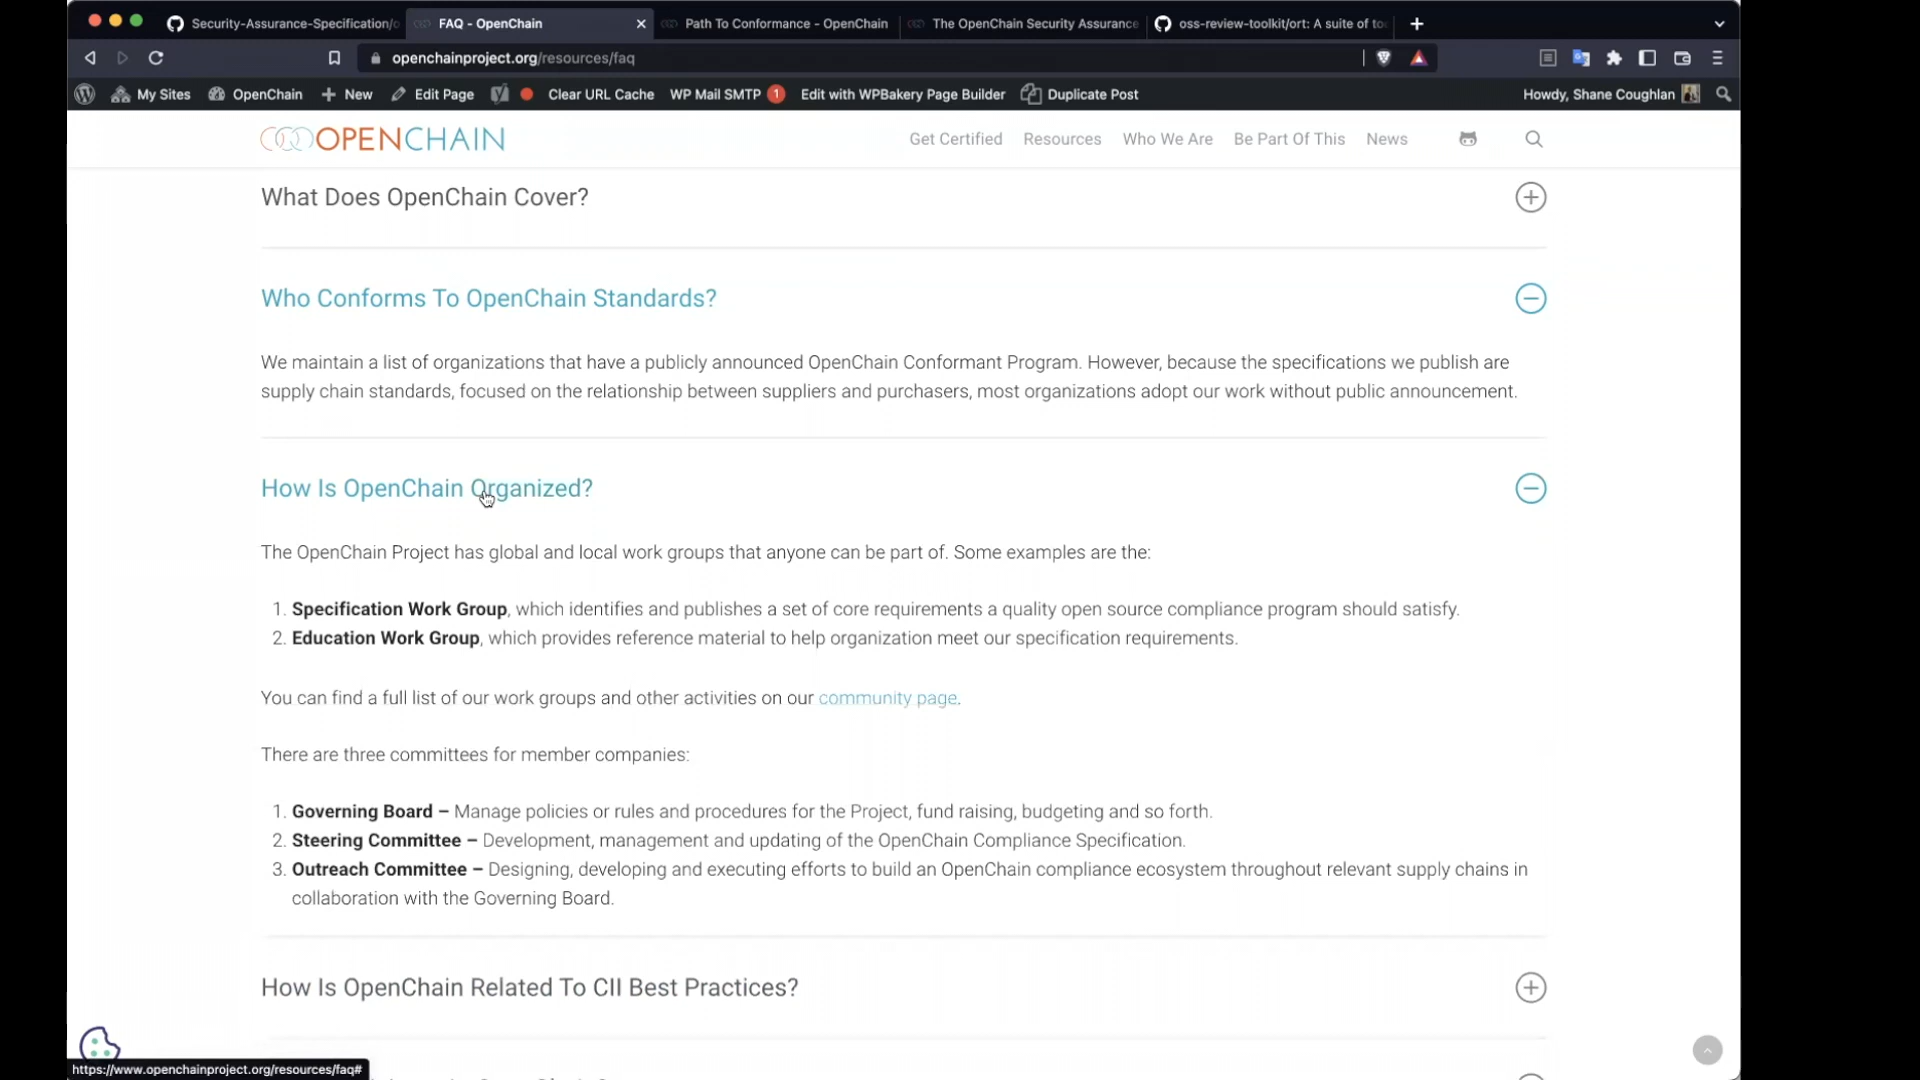 Security-Assurance-Specification/o
FAQ - OpenChain
Path To Conformance - OpenChain
The OpenChain Security Assurance
oss-review-toolkit/ort: A suite of to
openchainproject.org/resources/faq
My Sites
OpenChain
New
Edit Page
Clear URL Cache
WP Mail SMTP 1
Edit with WPBakery Page Builder
Duplicate Post
Howdy, Shane Coughlan
OPENCHAIN
Get Certified
Resources
Who We Are
Be Part Of This
News
What Does OpenChain Cover?
Who Conforms To OpenChain Standards?
We maintain a list of organizations that have a publicly announced OpenChain Conformant Program. However, because the specifications we publish are
supply chain standards, focused on the relationship between suppliers and purchasers, most organizations adopt our work without public announcement.
How Is OpenChain Organized?
The OpenChain Project has global and local work groups that anyone can be part of. Some examples are the:
1. Specification Work Group, which identifies and publishes a set of core requirements a quality open source compliance program should satisfy.
2. Education Work Group, which provides reference material to help organization meet our specification requirements.
You can find a full list of our work groups and other activities on our community page.
There are three committees for member companies:
1. Governing Board – Manage policies or rules and procedures for the Project, fund raising, budgeting and so forth.
2. Steering Committee – Development, management and updating of the OpenChain Compliance Specification.
3. Outreach Committee – Designing, developing and executing efforts to build an OpenChain compliance ecosystem throughout relevant supply chains in
collaboration with the Governing Board.
How Is OpenChain Related To CII Best Practices?
https://www.openchainproject.org/resources/faq#